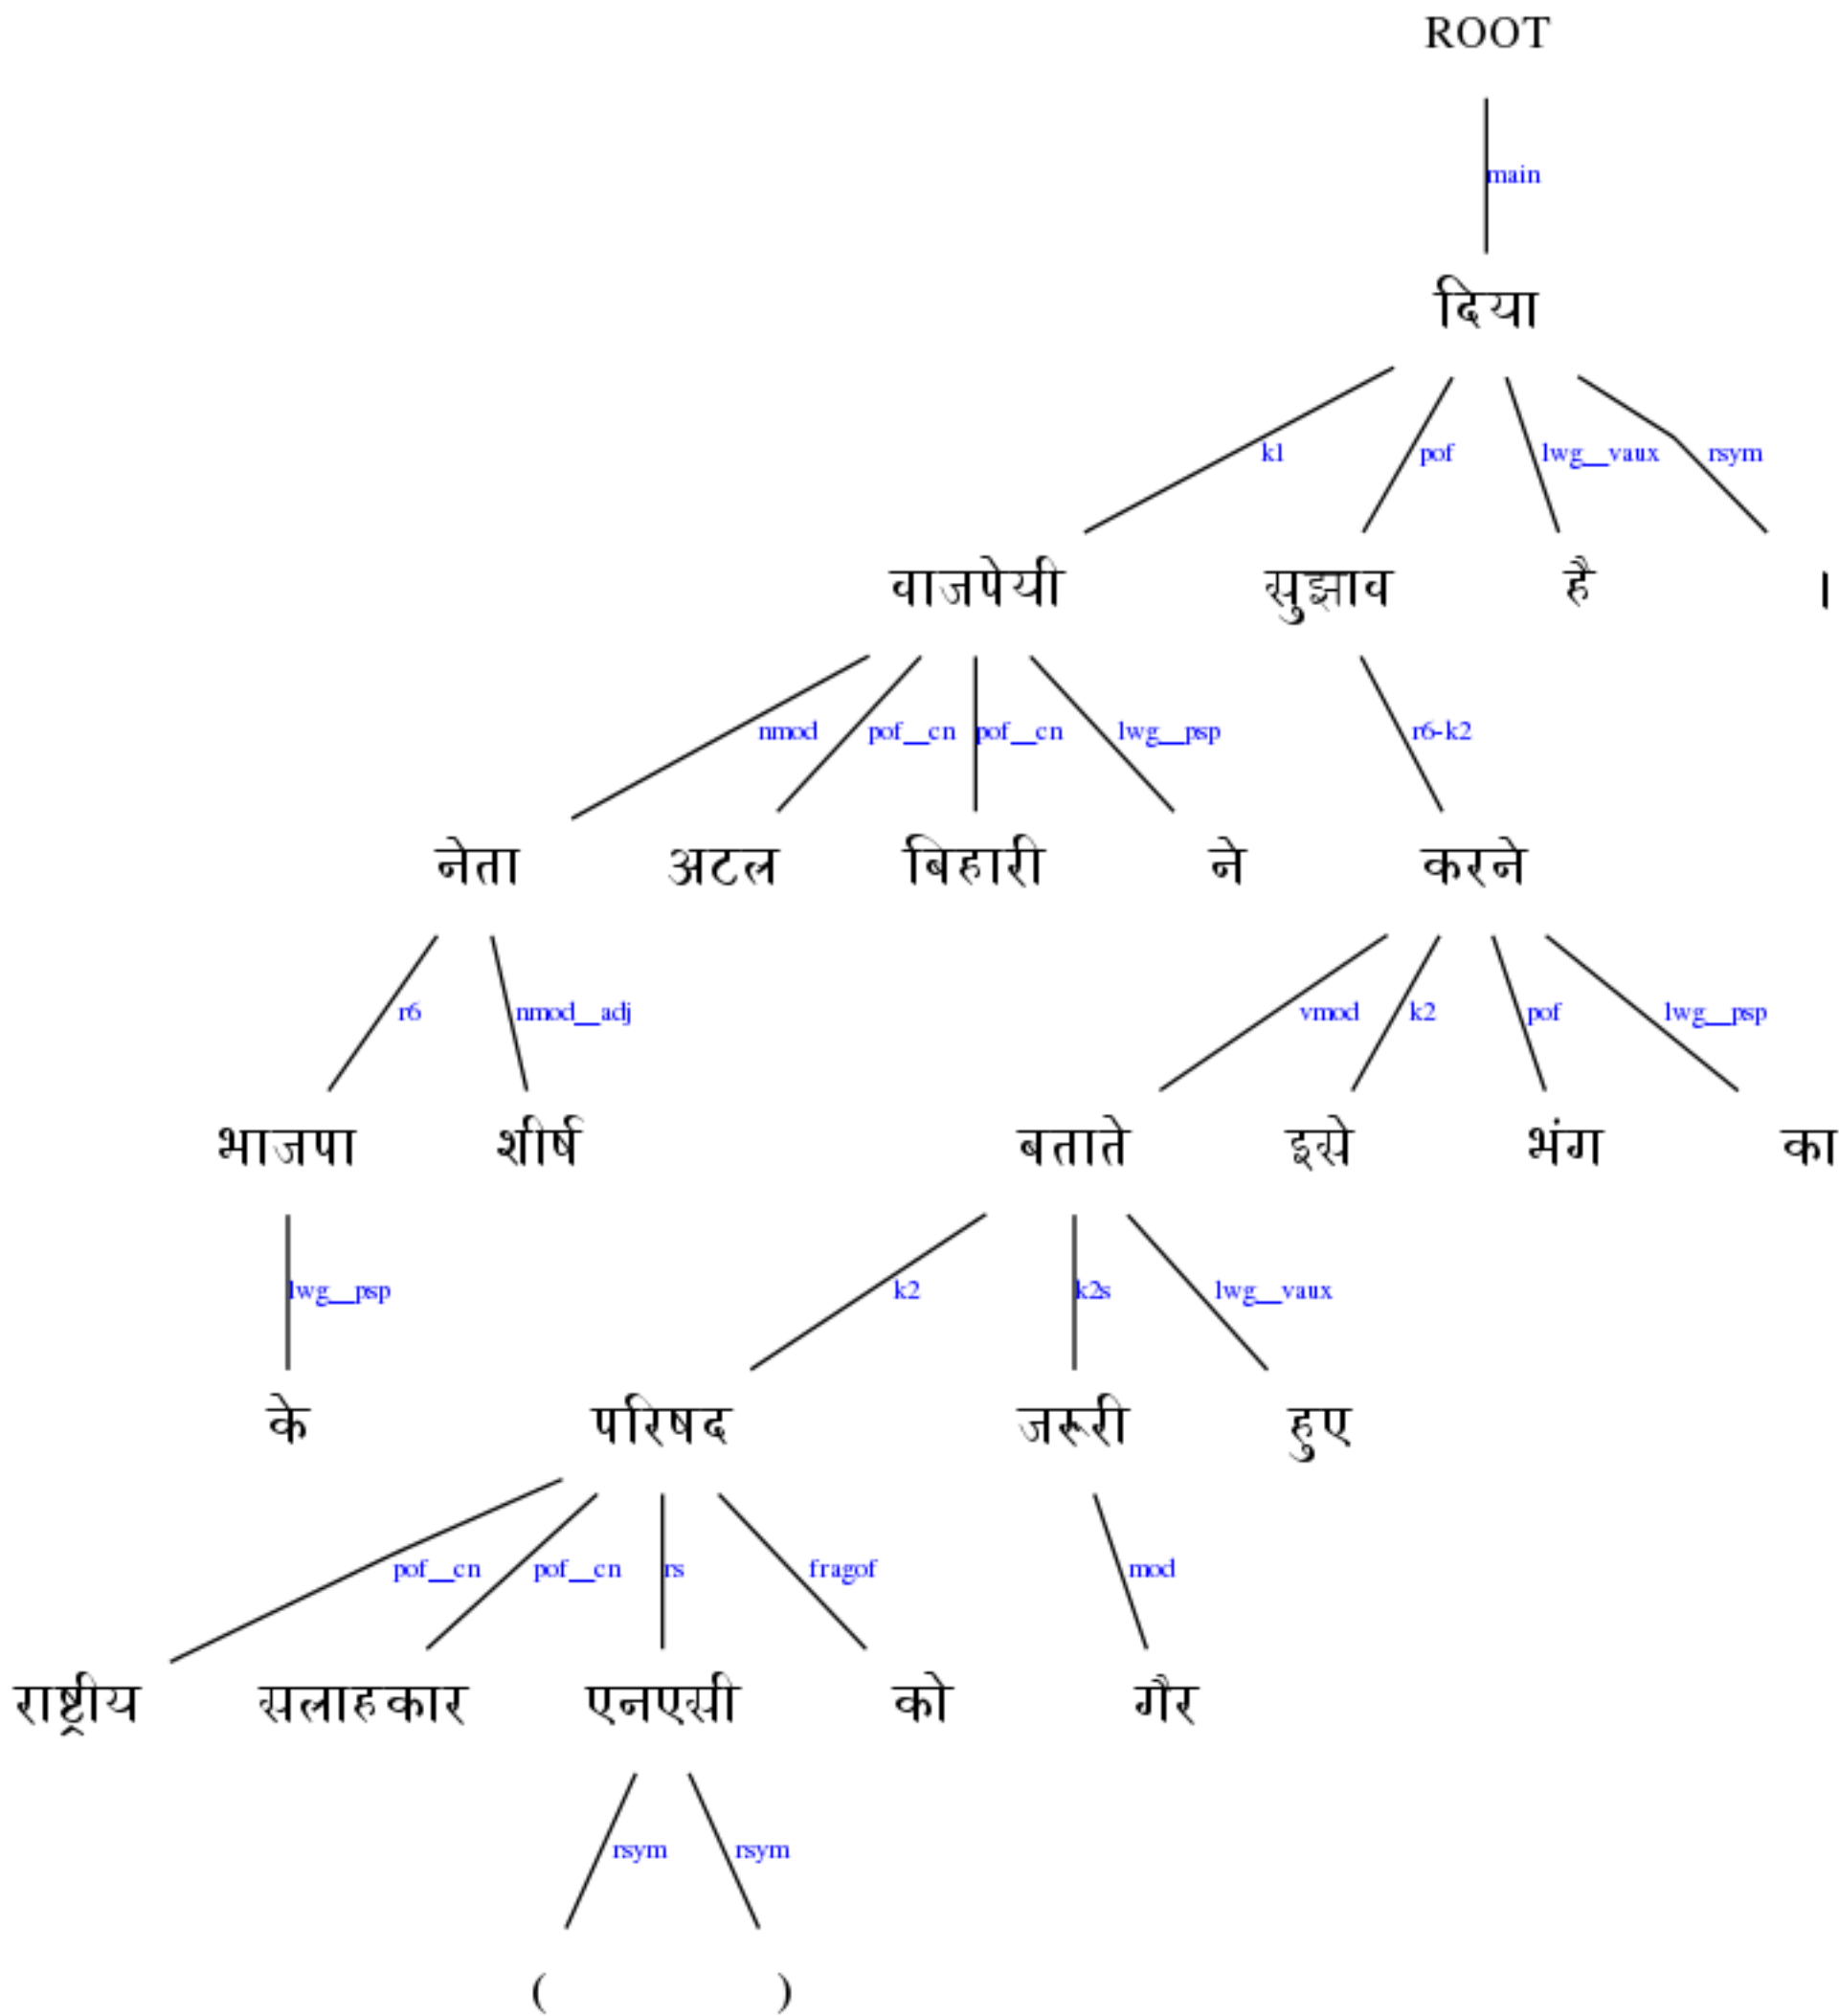 ROOT
main
दिया
k1 pof lwg__vaux rsym
वाजपेयी सुझाव है ।
nmod pof__cn pof__cn lwg__psp r6-k2
नेता अटल बिहारी ने करने
r6 nmod__adj vmod k2 pof lwg__psp
भाजपा शीर्ष बताते इसे भंग का
lwg__psp k2 k2s lwg__vaux
के परिषद जरूरी हुए
pof__cn pof__cn rs fragof mod
राष्ट्रीय सलाहकार एनएसी को गैर
rsym rsym
( )